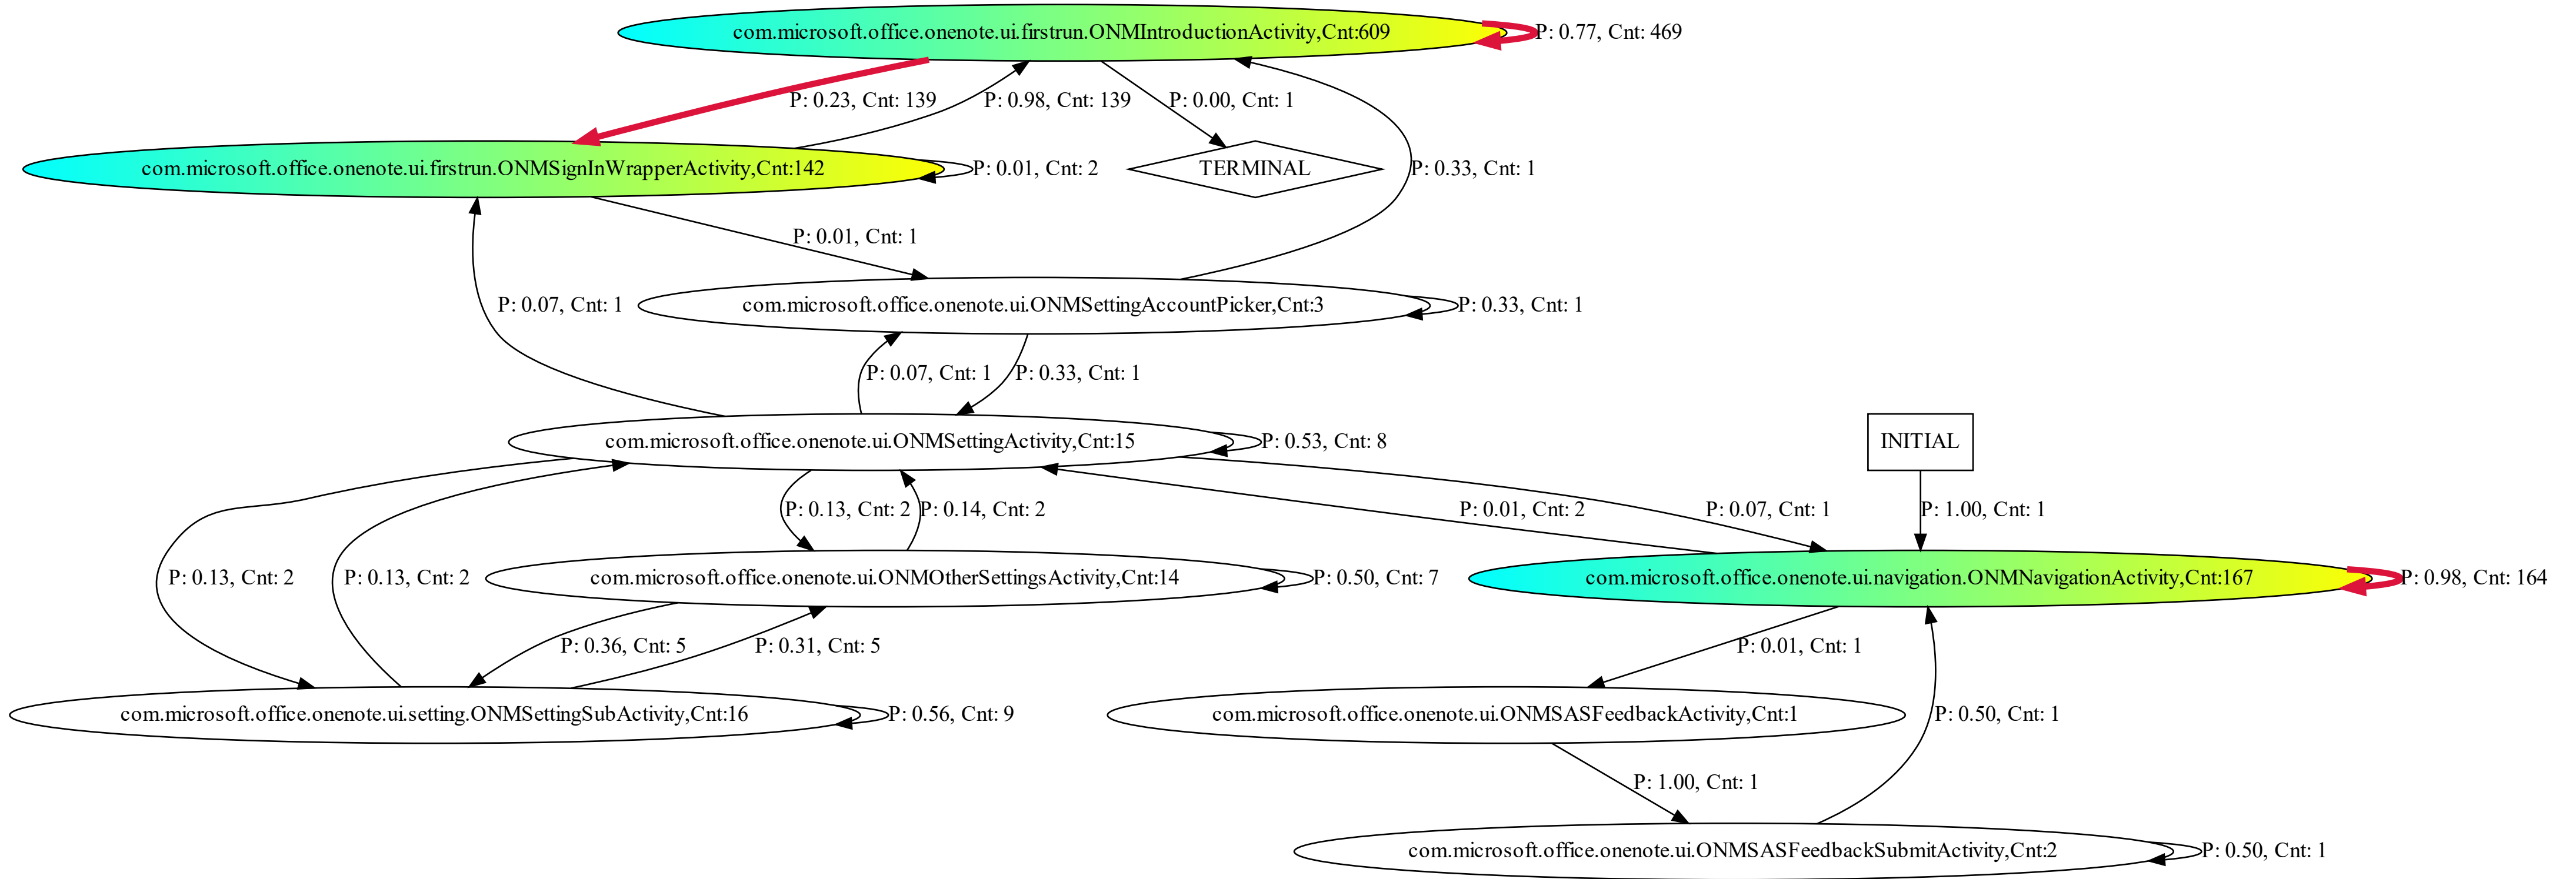 com.microsoft.office.onenote.ui.firstrun.ONMIntroductionActivity,Cnt:609
P: 0.77, Cnt: 469
P: 0.23, Cnt: 139
P: 0.98, Cnt: 139
P: 0.00, Cnt: 1
com.microsoft.office.onenote.ui.firstrun.ONMSignInWrapperActivity,Cnt:142
P: 0.01, Cnt: 2
TERMINAL
P: 0.33, Cnt: 1
P: 0.01, Cnt: 1
P: 0.07, Cnt: 1
com.microsoft.office.onenote.ui.ONMSettingAccountPicker,Cnt:3
P: 0.33, Cnt: 1
P: 0.07, Cnt: 1
P: 0.33, Cnt: 1
com.microsoft.office.onenote.ui.ONMSettingActivity,Cnt:15
P: 0.53, Cnt: 8
INITIAL
P: 0.13, Cnt: 2
P: 0.14, Cnt: 2
P: 0.01, Cnt: 2
P: 0.07, Cnt: 1
P: 1.00, Cnt: 1
P: 0.13, Cnt: 2
P: 0.13, Cnt: 2
com.microsoft.office.onenote.ui.ONMOtherSettingsActivity,Cnt:14
P: 0.50, Cnt: 7
com.microsoft.office.onenote.ui.navigation.ONMNavigationActivity,Cnt:167
P: 0.98, Cnt: 164
P: 0.36, Cnt: 5
P: 0.31, Cnt: 5
P: 0.01, Cnt: 1
com.microsoft.office.onenote.ui.setting.ONMSettingSubActivity,Cnt:16
P: 0.56, Cnt: 9
com.microsoft.office.onenote.ui.ONMSASFeedbackActivity,Cnt:1
P: 0.50, Cnt: 1
P: 1.00, Cnt: 1
com.microsoft.office.onenote.ui.ONMSASFeedbackSubmitActivity,Cnt:2
P: 0.50, Cnt: 1